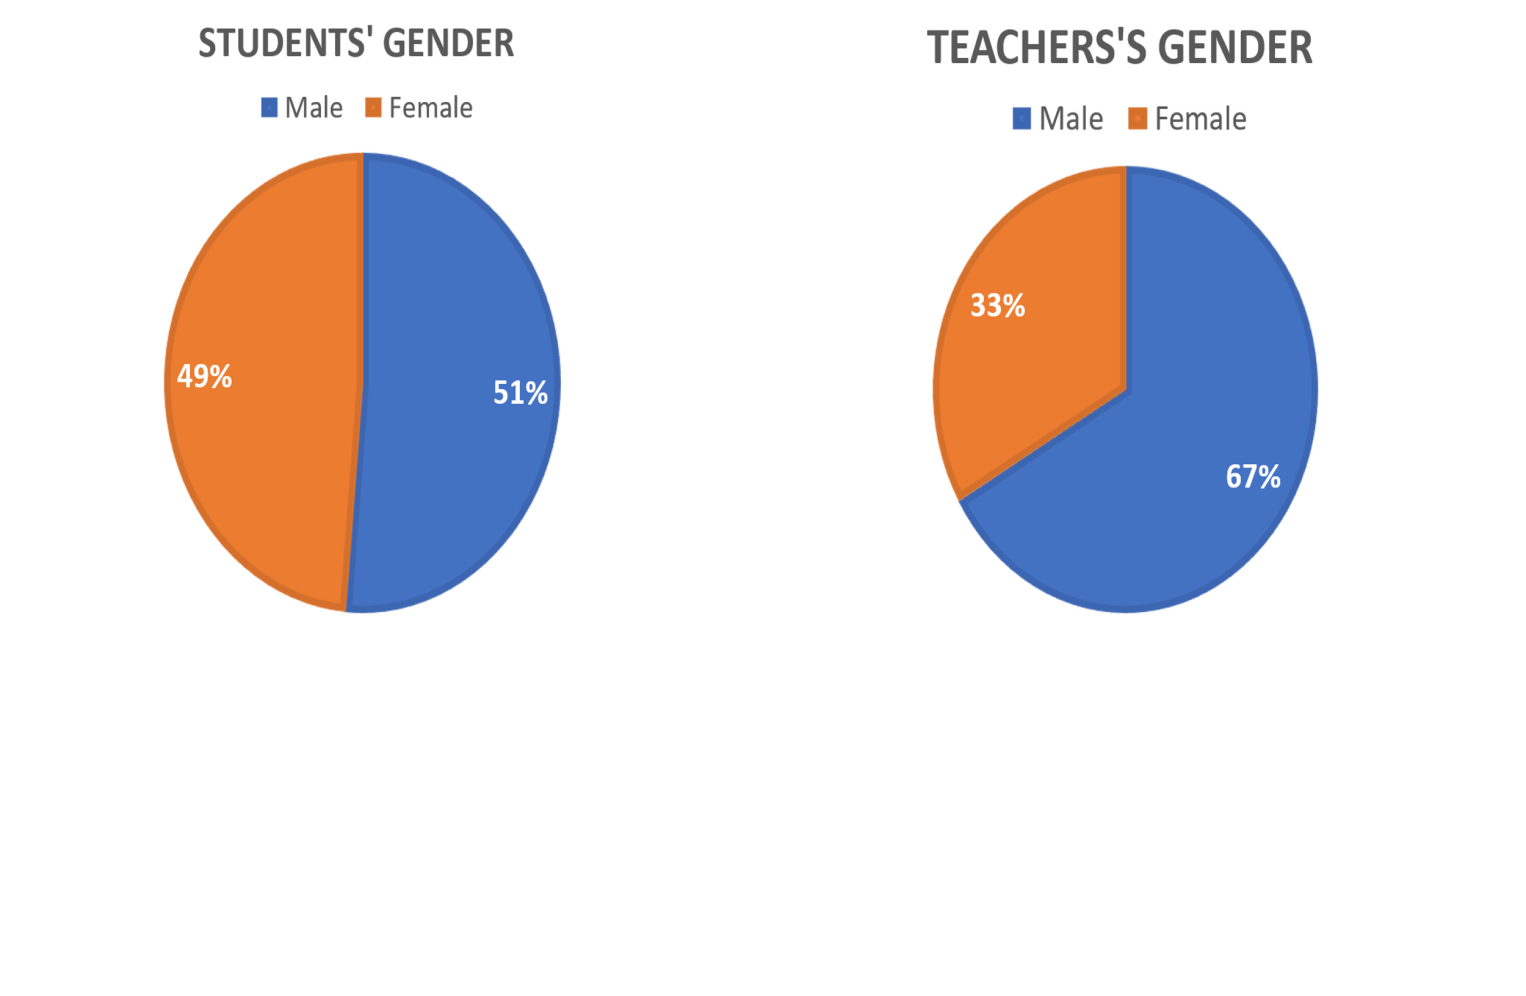 STUDENTS' GENDER
Male Female
49%
51%
TEACHERS'S GENDER
Male Female
33%
67%